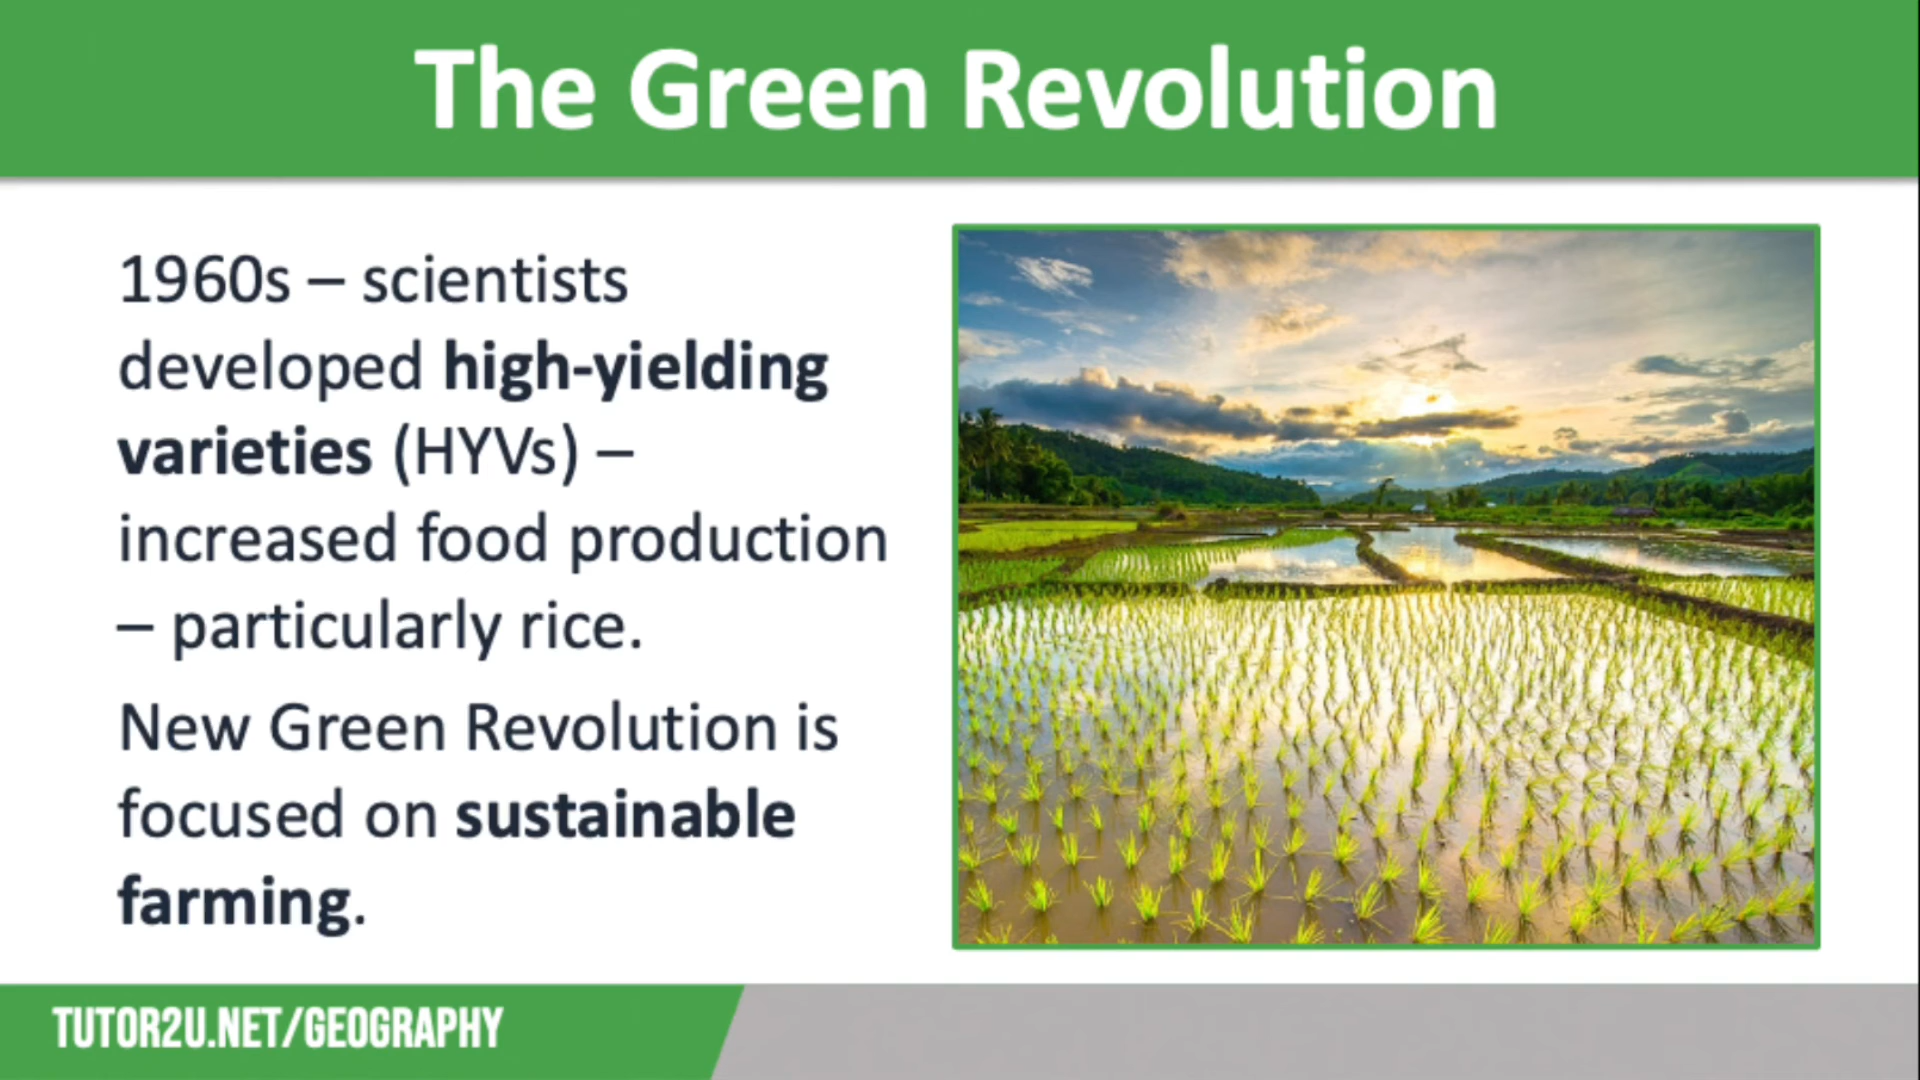 The Green Revolution
1960s – scientists
developed high-yielding
varieties (HYVs) –
increased food production
– particularly rice.
New Green Revolution is
focused on sustainable
farming.
TUTOR2U.NET/GEOGRAPHY